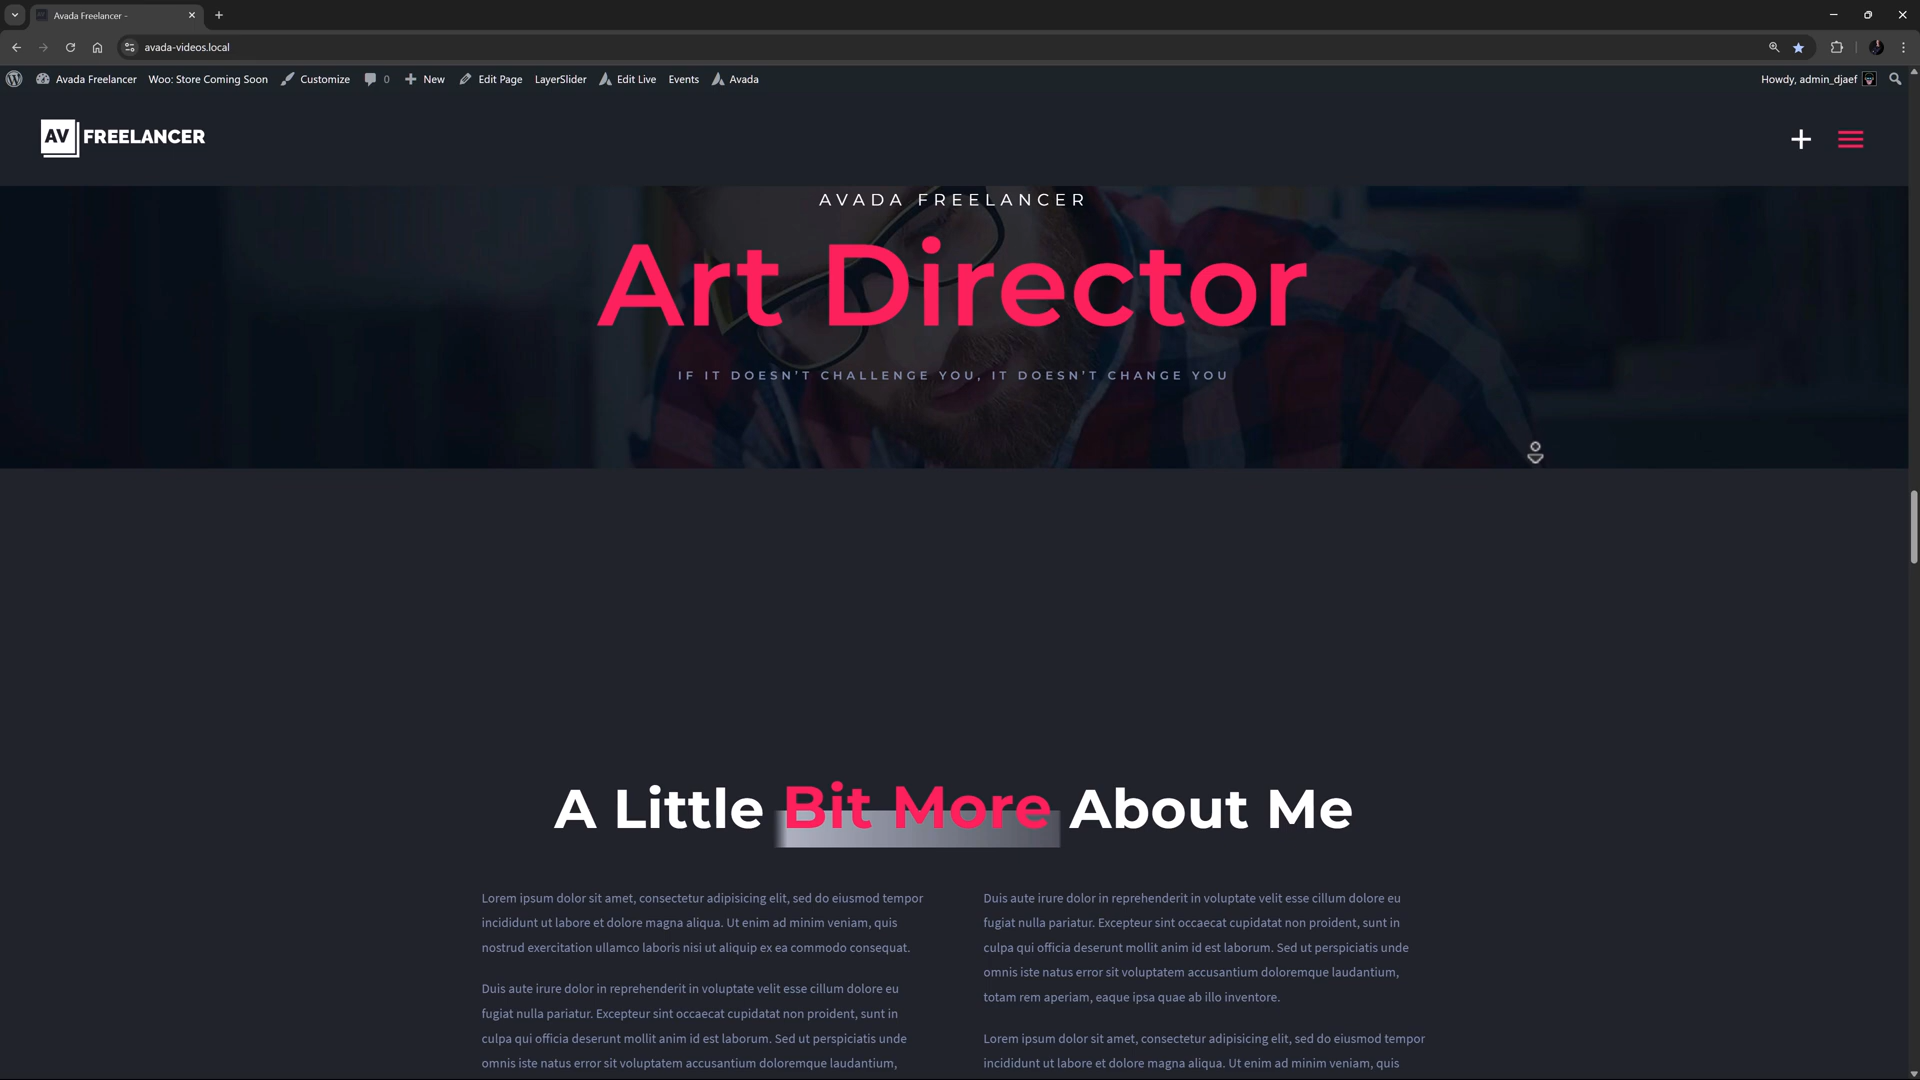 Avada Freelancer -
avada-videos.local
Avada Freelancer Woo: Store Coming Soon Customize 0 New Edit Page LayerSlider Edit Live Events Avada Howdy, admin_djaef
AV FREELANCER
AVADA FREELANCER
Art Director
IF IT DOESN'T CHALLENGE YOU, IT DOESN'T CHANGE YOU
A Little Bit More About Me
Lorem ipsum dolor sit amet, consectetur adipisicing elit, sed do eiusmod tempor
incididunt ut labore et dolore magna aliqua. Ut enim ad minim veniam, quis
nostrud exercitation ullamco laboris nisi ut aliquip ex ea commodo consequat.
Duis aute irure dolor in reprehenderit in voluptate velit esse cillum dolore eu
fugiat nulla pariatur. Excepteur sint occaecat cupidatat non proident, sunt in
culpa qui officia deserunt mollit anim id est laborum. Sed ut perspiciatis unde
omnis iste natus error sit voluptatem accusantium doloremque laudantium,
Duis aute irure dolor in reprehenderit in voluptate velit esse cillum dolore eu
fugiat nulla pariatur. Excepteur sint occaecat cupidatat non proident, sunt in
culpa qui officia deserunt mollit anim id est laborum. Sed ut perspiciatis unde
omnis iste natus error sit voluptatem accusantium doloremque laudantium,
totam rem aperiam, eaque ipsa quae ab illo inventore.
Lorem ipsum dolor sit amet, consectetur adipisicing elit, sed do eiusmod tempor
incididunt ut labore et dolore magna aliqua. Ut enim ad minim veniam, quis